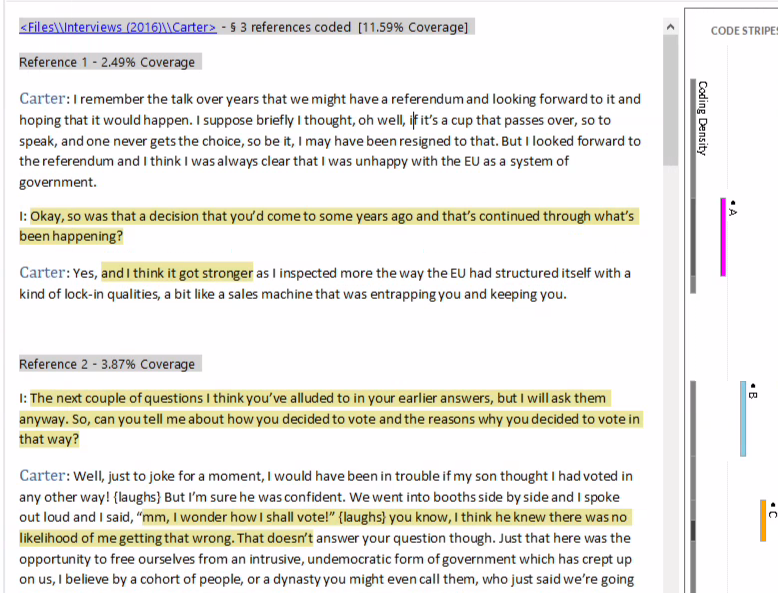 <Files\\Interviews (2016)\\Carter> - § 3 references coded [11.59% Coverage]
Reference 1 - 2.49% Coverage
Carter: I remember the talk over years that we might have a referendum and looking forward to it and
hoping that it would happen. I suppose briefly I thought, oh well, if it's a cup that passes over, so to
speak, and one never gets the choice, so be it, I may have been resigned to that. But I looked forward to
the referendum and I think I was always clear that I was unhappy with the EU as a system of
government.
I: Okay, so was that a decision that you'd come to some years ago and that's continued through what's
been happening?
Carter: Yes, and I think it got stronger as I inspected more the way the EU had structured itself with a
kind of lock-in qualities, a bit like a sales machine that was entrapping you and keeping you.
Reference 2 - 3.87% Coverage
I: The next couple of questions I think you've alluded to in your earlier answers, but I will ask them
anyway. So, can you tell me about how you decided to vote and the reasons why you decided to vote in
that way?
Carter: Well, just to joke for a moment, I would have been in trouble if my son thought I had voted in
any other way! {laughs} But I'm sure he was confident. We went into booths side by side and I spoke
out loud and I said, “mm, I wonder how I shall vote!” {laughs} you know, I think he knew there was no
likelihood of me getting that wrong. That doesn't answer your question though. Just that here was the
opportunity to free ourselves from an intrusive, undemocratic form of government which has crept up
on us, I believe by a cohort of people, or a dynasty you might even call them, who just said we're going
CODE STRIPES
Coding Density
A
B
C